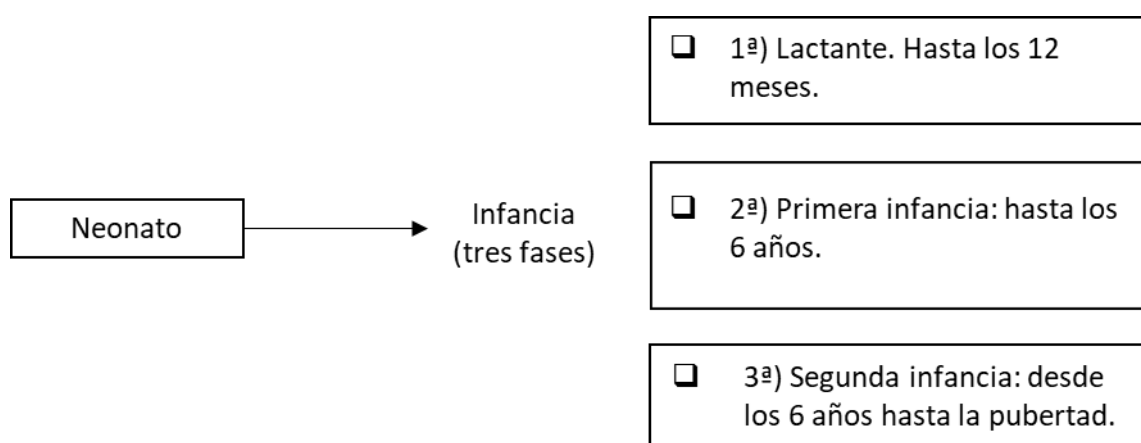 Neonato
Infancia
(tres fases)
❑ 1ª) Lactante. Hasta los 12
meses.
❑ 2ª) Primera infancia: hasta los
6 años.
❑ 3ª) Segunda infancia: desde
los 6 años hasta la pubertad.